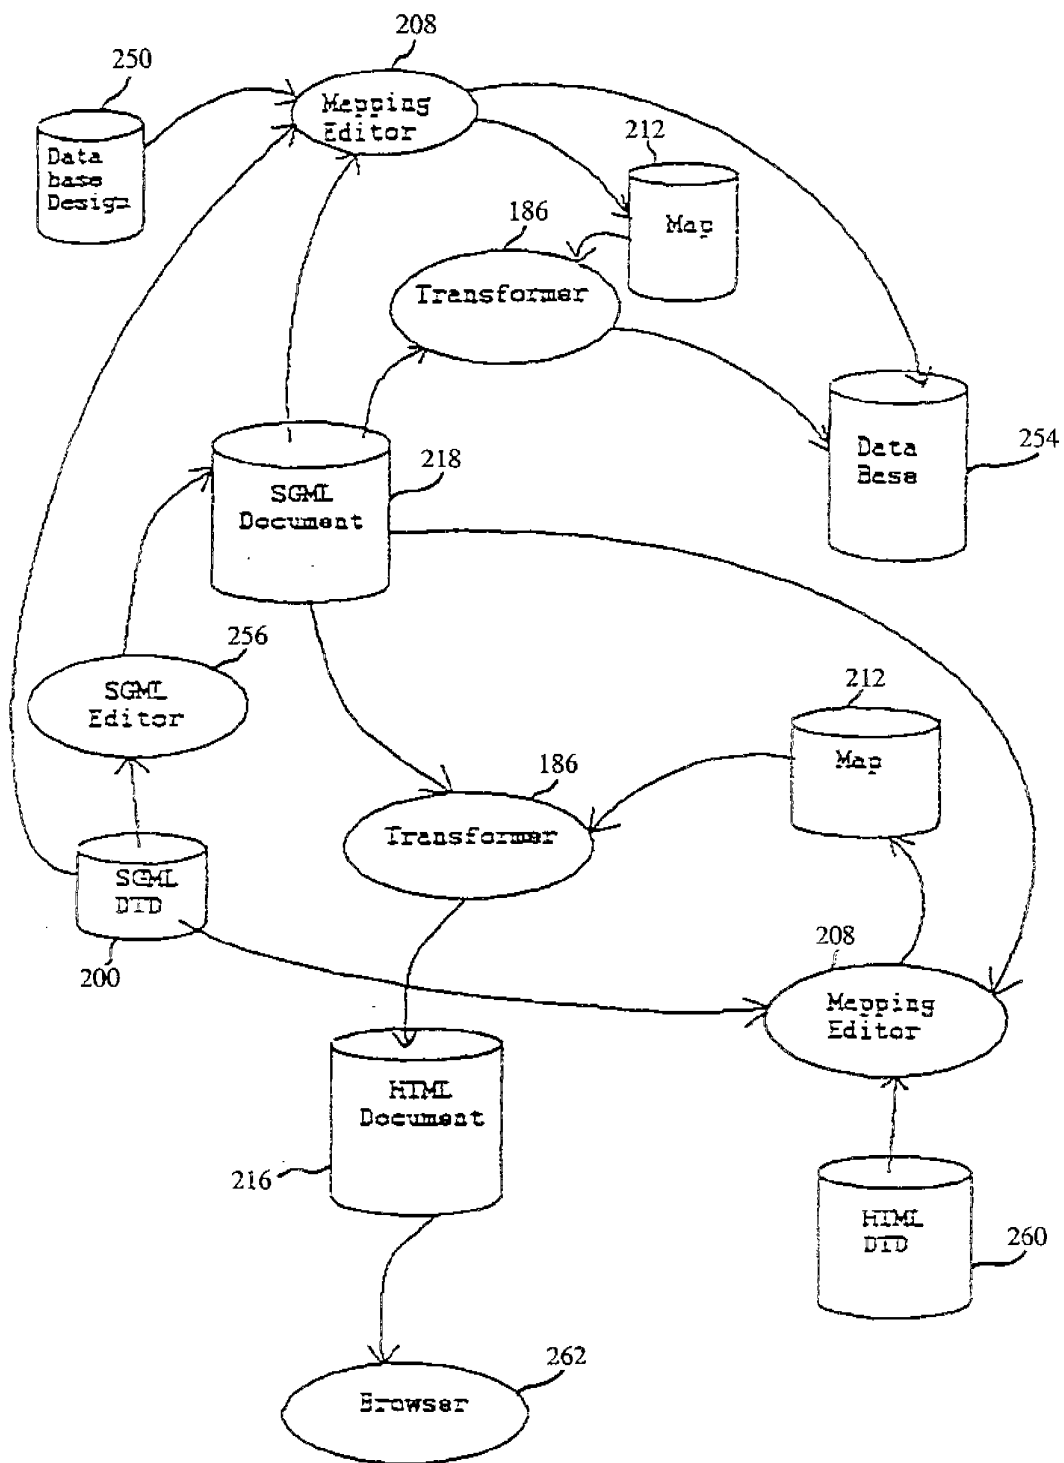 208
250
Mapping
Editor
Data
base
Design
212
Map
186
Transformer
Data
Base
254
218
SGML
Document
256
SGML
Editor
212
Map
186
Transformer
SGML
DTD
200
208
Mapping
Editor
HTML
Document
216
HTML
DTD
260
262
Browser